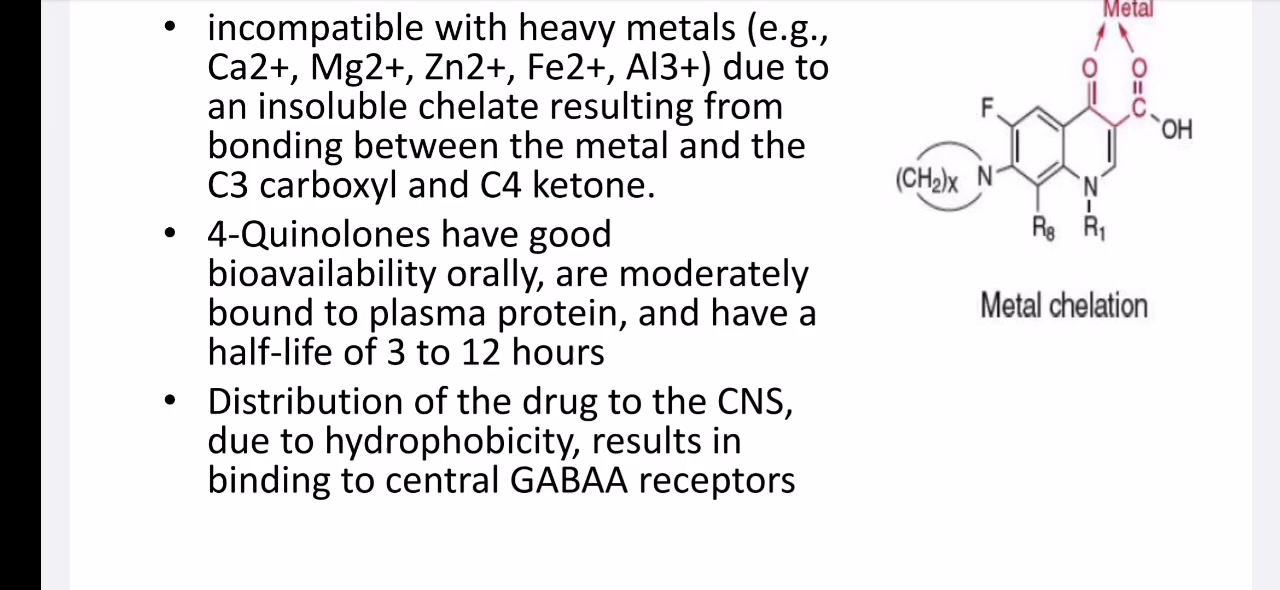 • incompatible with heavy metals (e.g.,
Ca2+, Mg2+, Zn2+, Fe2+, Al3+) due to
an insoluble chelate resulting from
bonding between the metal and the
C3 carboxyl and C4 ketone.
• 4-Quinolones have good
bioavailability orally, are moderately
bound to plasma protein, and have a
half-life of 3 to 12 hours
• Distribution of the drug to the CNS,
due to hydrophobicity, results in
binding to central GABAA receptors
Metal
O O
F C OH
(CH₂)x N N
R₈ R₁
Metal chelation